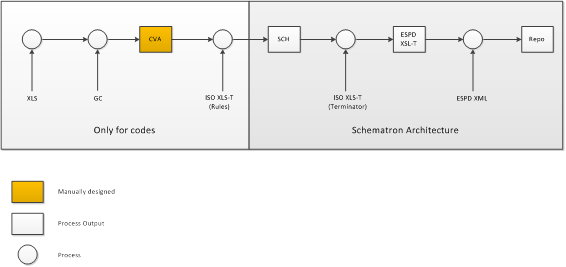 CVA
SCH
ESPD
XSL-T
Repo
XLS
GC
ISO XLS-T
(Rules)
ISO XLS-T
(Terminator)
ESPD XML
Only for codes
Schematron Architecture
Manually designed
Process Output
Process